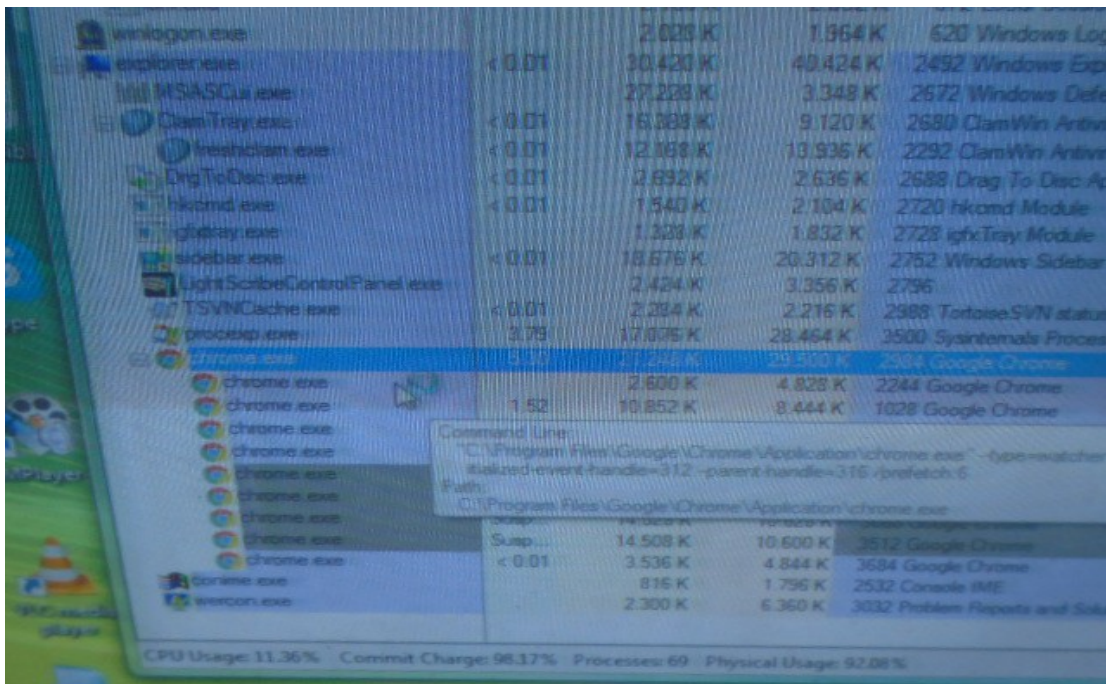 winlogon.exe 2.028 K 1.964 K 620 Windows Log
explorer.exe < 0.01 30.420 K 40.424 K 2492 Windows Exp
MSASCui.exe 27.228 K 3.348 K 2672 Windows Defe
ClamTray.exe < 0.01 16.388 K 9.120 K 2680 ClamWin Antivi
freshclam.exe < 0.01 12.168 K 13.936 K 2292 ClamWin Antivi
DrgToDsc.exe < 0.01 2.692 K 2.636 K 2688 Drag To Disc Ap
hkcmd.exe < 0.01 1.540 K 2.104 K 2720 hkcmd Module
igfxtray.exe 1.328 K 1.832 K 2728 igfxTray Module
sidebar.exe < 0.01 18.676 K 20.312 K 2752 Windows Sidebar
LightScribeControlPanel.exe 2.424 K 3.356 K 2796
TSVNCache.exe < 0.01 2.284 K 2.216 K 2988 TortoiseSVN status
procexp.exe 3.79 17.076 K 28.464 K 3500 Sysinternals Proces
chrome.exe 29.500 K 2984 Google Chrome
chrome.exe 2.600 K 4.828 K 2244 Google Chrome
chrome.exe 1.52 10.852 K 8.444 K 1028 Google Chrome
chrome.exe
chrome.exe
chrome.exe
chrome.exe
chrome.exe Susp...
chrome.exe Susp... 14.508 K 10.600 K 3512 Google Chrome
chrome.exe < 0.01 3.536 K 4.844 K 3684 Google Chrome
conime.exe 816 K 1.796 K 2532 Console IME
wercon.exe 2.300 K 6.360 K 3032 Problem Reports and Solu
Command Line:
"C:\Program Files\Google\Chrome\Application\chrome.exe" --type=watcher
itialized-event-handle=312 --parent-handle=316 /prefetch:6
Path:
C:\Program Files\Google\Chrome\Application\chrome.exe
CPU Usage: 11.36% Commit Charge: 96.17% Processes: 69 Physical Usage: 92.08%
VLC media
player